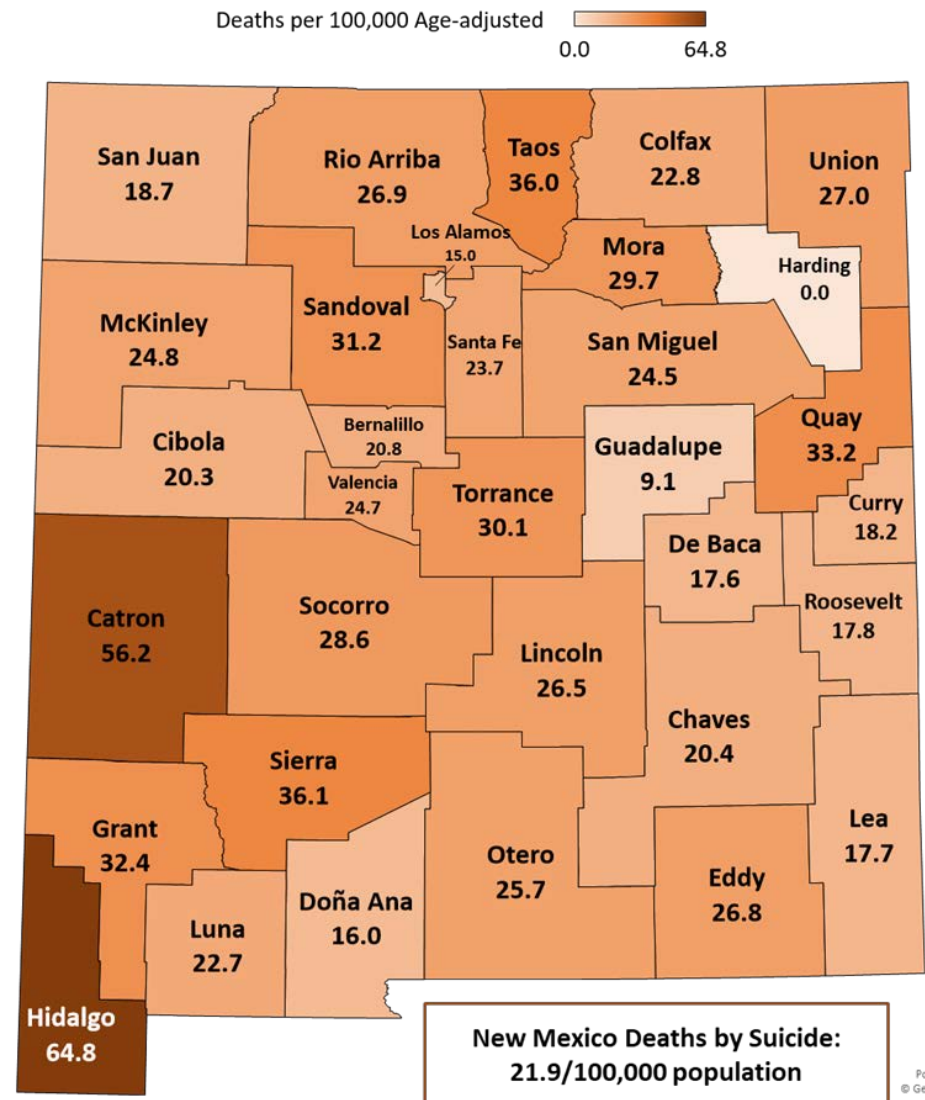 Deaths per 100,000 Age-adjusted
0.0
64.8
San Juan
18.7
Rio Arriba
26.9
Taos
36.0
Colfax
22.8
Union
27.0
Los Alamos
15.0
Mora
29.7
Harding
0.0
McKinley
24.8
Sandoval
31.2
Santa Fe
23.7
San Miguel
24.5
Cibola
20.3
Bernalillo
20.8
Valencia
24.7
Torrance
30.1
Guadalupe
9.1
Quay
33.2
Curry
18.2
De Baca
17.6
Roosevelt
17.8
Catron
56.2
Socorro
28.6
Lincoln
26.5
Chaves
20.4
Sierra
36.1
Grant
32.4
Lea
17.7
Otero
25.7
Eddy
26.8
Luna
22.7
Doña Ana
16.0
Hidalgo
64.8
New Mexico Deaths by Suicide:
21.9/100,000 population